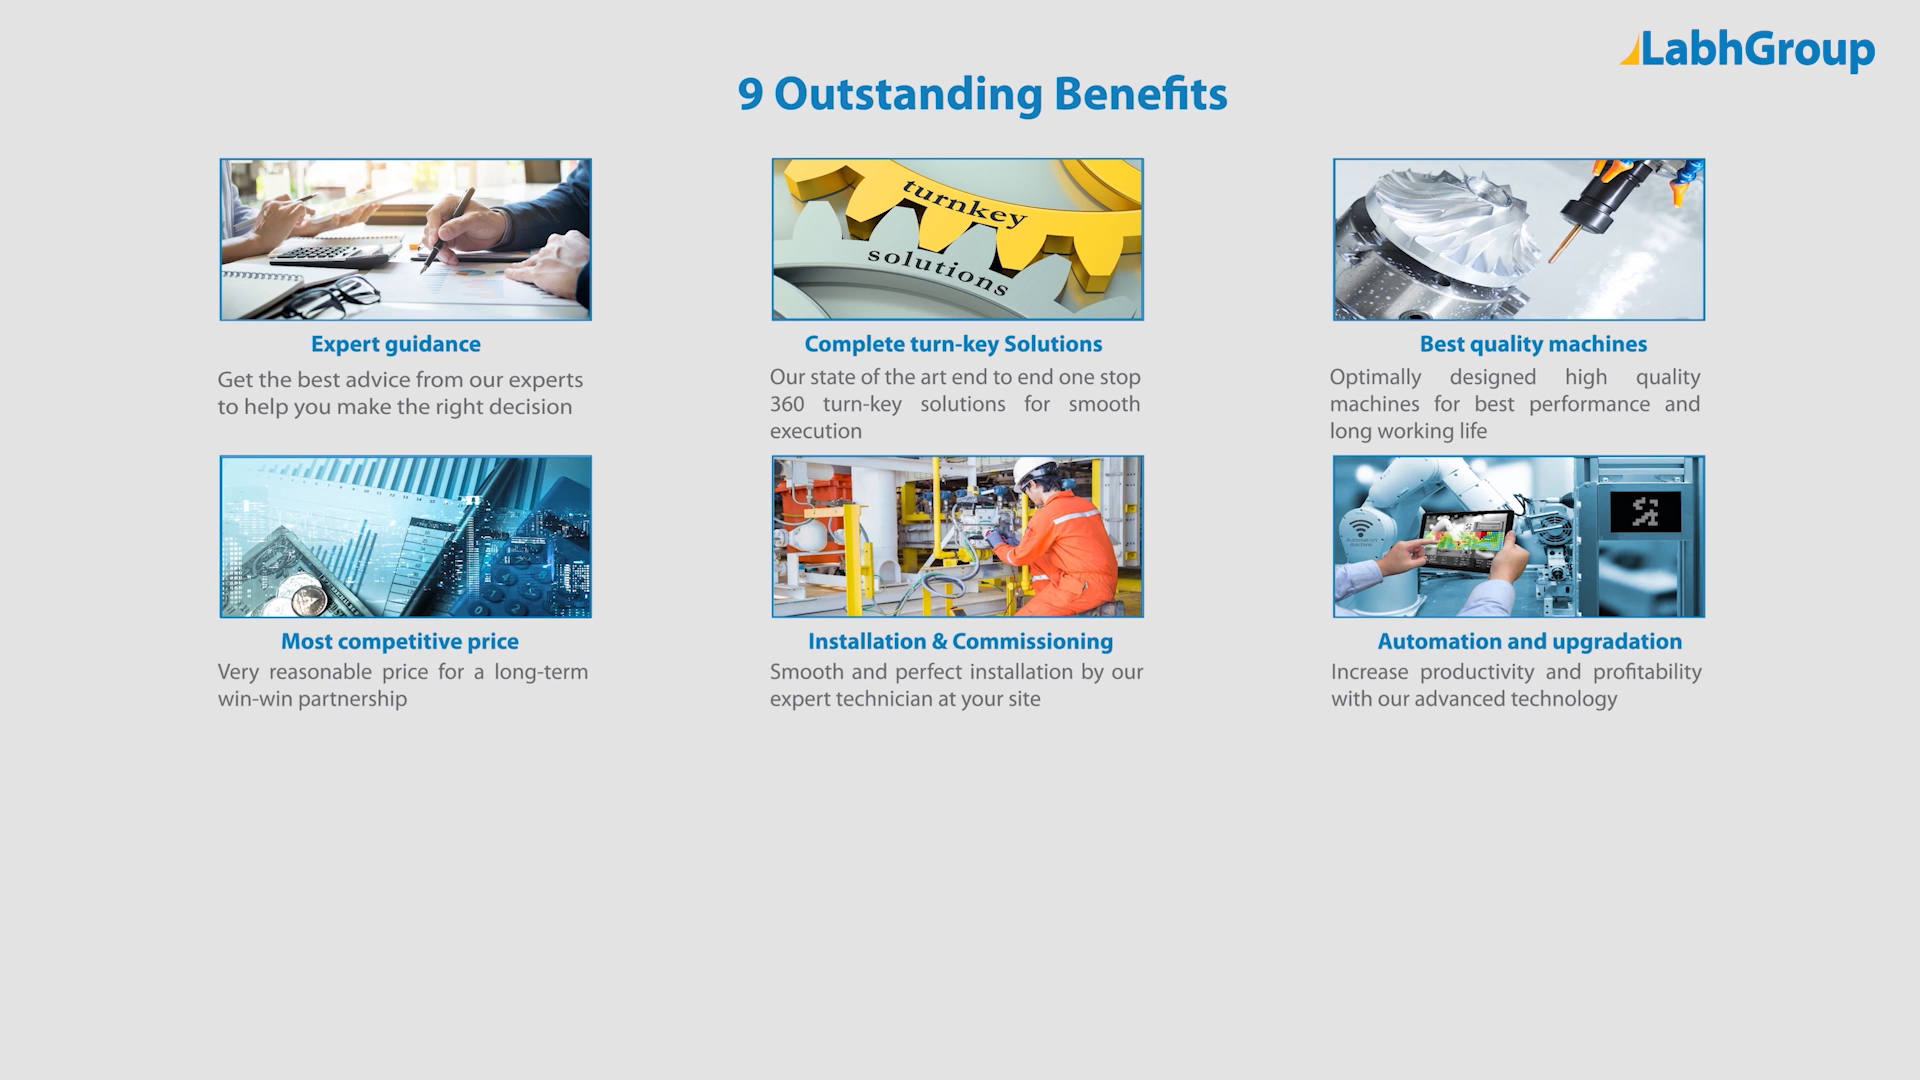 LabhGroup
9 Outstanding Benefits
turnkey
solutions
Expert guidance
Get the best advice from our experts
to help you make the right decision
Complete turn-key Solutions
Our state of the art end to end one stop
360 turn-key solutions for smooth
execution
Best quality machines
Optimally designed high quality
machines for best performance and
long working life
Most competitive price
Very reasonable price for a long-term
win-win partnership
Installation & Commissioning
Smooth and perfect installation by our
expert technician at your site
Automation and upgradation
Increase productivity and profitability
with our advanced technology